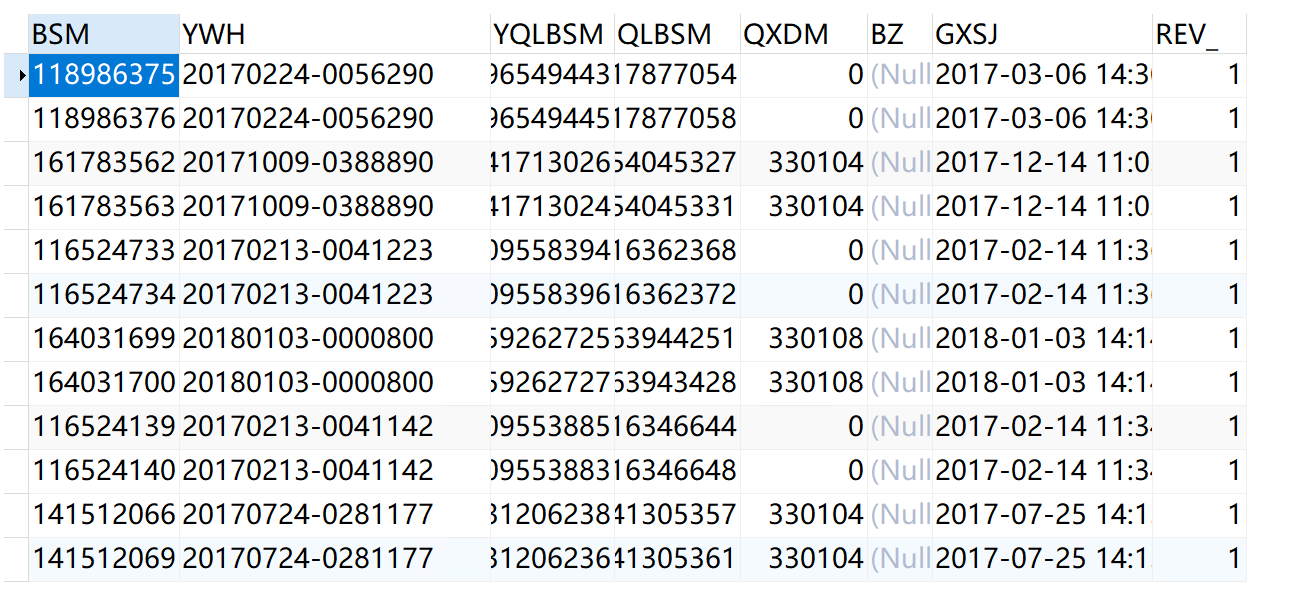 BSM YWH YQLBSM QLBSM QXDM BZ GXSJ REV_
118986375 20170224-0056290 96549443 17877054 0 (Null 2017-03-06 14:3 1
118986376 20170224-0056290 96549445 17877058 0 (Null 2017-03-06 14:3 1
161783562 20171009-0388890 41713026 54045327 330104 (Null 2017-12-14 11:0 1
161783563 20171009-0388890 41713024 54045331 330104 (Null 2017-12-14 11:0 1
116524733 20170213-0041223 09558394 16362368 0 (Null 2017-02-14 11:3 1
116524734 20170213-0041223 09558396 16362372 0 (Null 2017-02-14 11:3 1
164031699 20180103-0000800 59262725 63944251 330108 (Null 2018-01-03 14:14 1
164031700 20180103-0000800 59262727 63943428 330108 (Null 2018-01-03 14:14 1
116524139 20170213-0041142 09553885 16346644 0 (Null 2017-02-14 11:34 1
116524140 20170213-0041142 09553883 16346648 0 (Null 2017-02-14 11:34 1
141512066 20170724-0281177 31206238 41305357 330104 (Null 2017-07-25 14:1 1
141512069 20170724-0281177 31206236 41305361 330104 (Null 2017-07-25 14:1 1